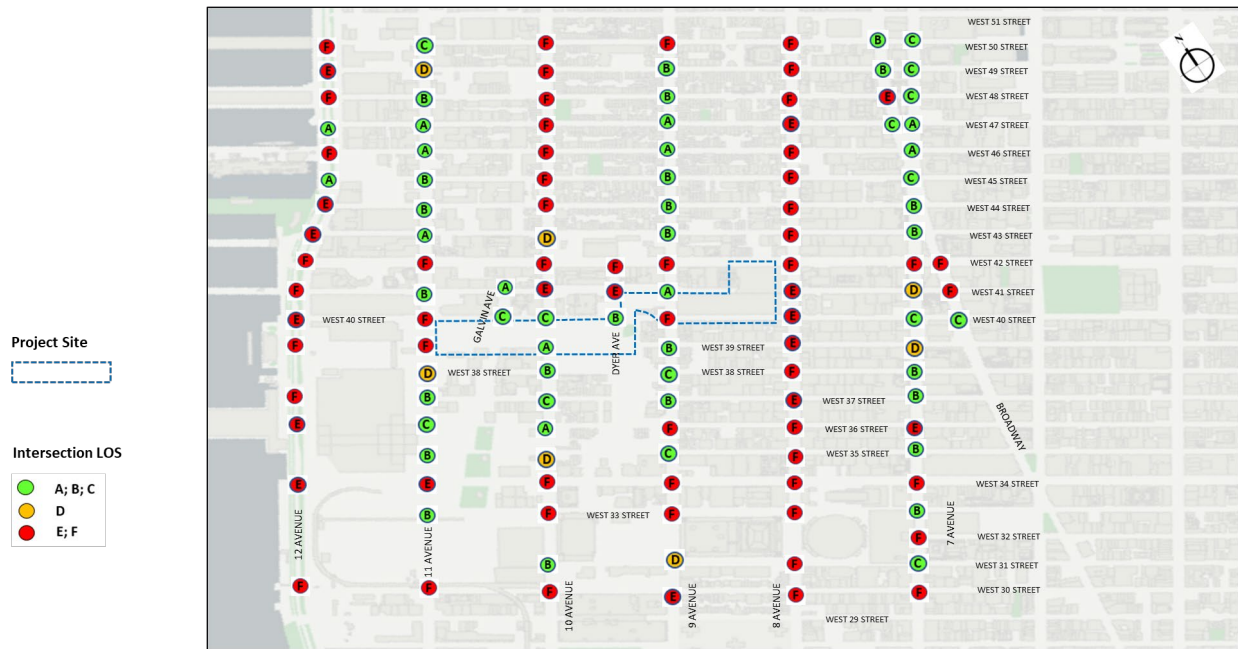 WEST 51 STREET
F C F F F B C WEST 50 STREET
E D F B F B C WEST 49 STREET
F B F B F E C WEST 48 STREET
A A F A E C A WEST 47 STREET
F A F A F A WEST 46 STREET
A B F B F C WEST 45 STREET
E B F B F B WEST 44 STREET
E A D B F B WEST 43 STREET
F F F F F F F F WEST 42 STREET
F B A E E A E D F WEST 41 STREET
E WEST 40 STREET F C C B F E C C WEST 40 STREET
GALVIN AVE
DYER AVE
F F A B WEST 39 STREET E D
D WEST 38 STREET B C WEST 38 STREET F B
F B C B E WEST 37 STREET B
E C A F F WEST 36 STREET E
BROADWAY
B D C F WEST 35 STREET B
E E F F F F WEST 34 STREET
B F WEST 33 STREET F F B
F WEST 32 STREET
B D F C WEST 31 STREET
F F F E F F WEST 30 STREET
12 AVENUE
11 AVENUE
10 AVENUE
9 AVENUE
8 AVENUE
7 AVENUE
WEST 29 STREET
Z
Project Site
Intersection LOS
A; B; C
D
E; F